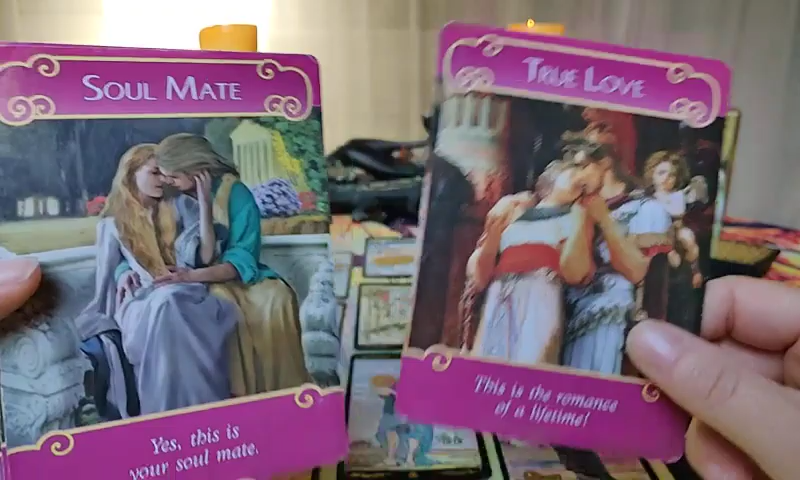 SOUL MATE
Yes, this is
your soul mate.
TRUE LOVE
This is the romance
of a lifetime!